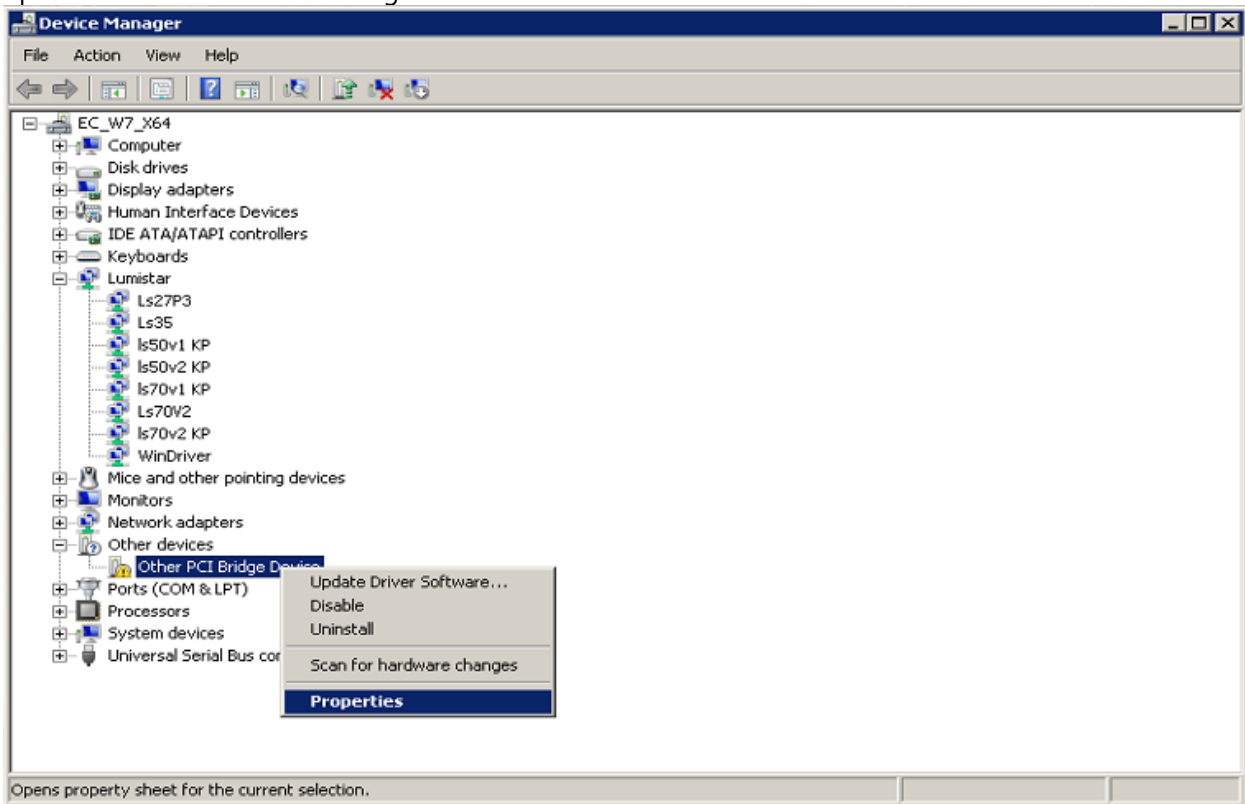 Device Manager
File Action View Help
EC_W7_X64
Computer
Disk drives
Display adapters
Human Interface Devices
IDE ATA/ATAPI controllers
Keyboards
Lumistar
Ls27P3
Ls35
ls50v1 KP
ls50v2 KP
ls70v1 KP
Ls70V2
ls70v2 KP
WinDriver
Mice and other pointing devices
Monitors
Network adapters
Other devices
Other PCI Bridge Device
Update Driver Software...
Ports (COM & LPT)
Disable
Processors
Uninstall
System devices
Universal Serial Bus con
Scan for hardware changes
Properties
Opens property sheet for the current selection.